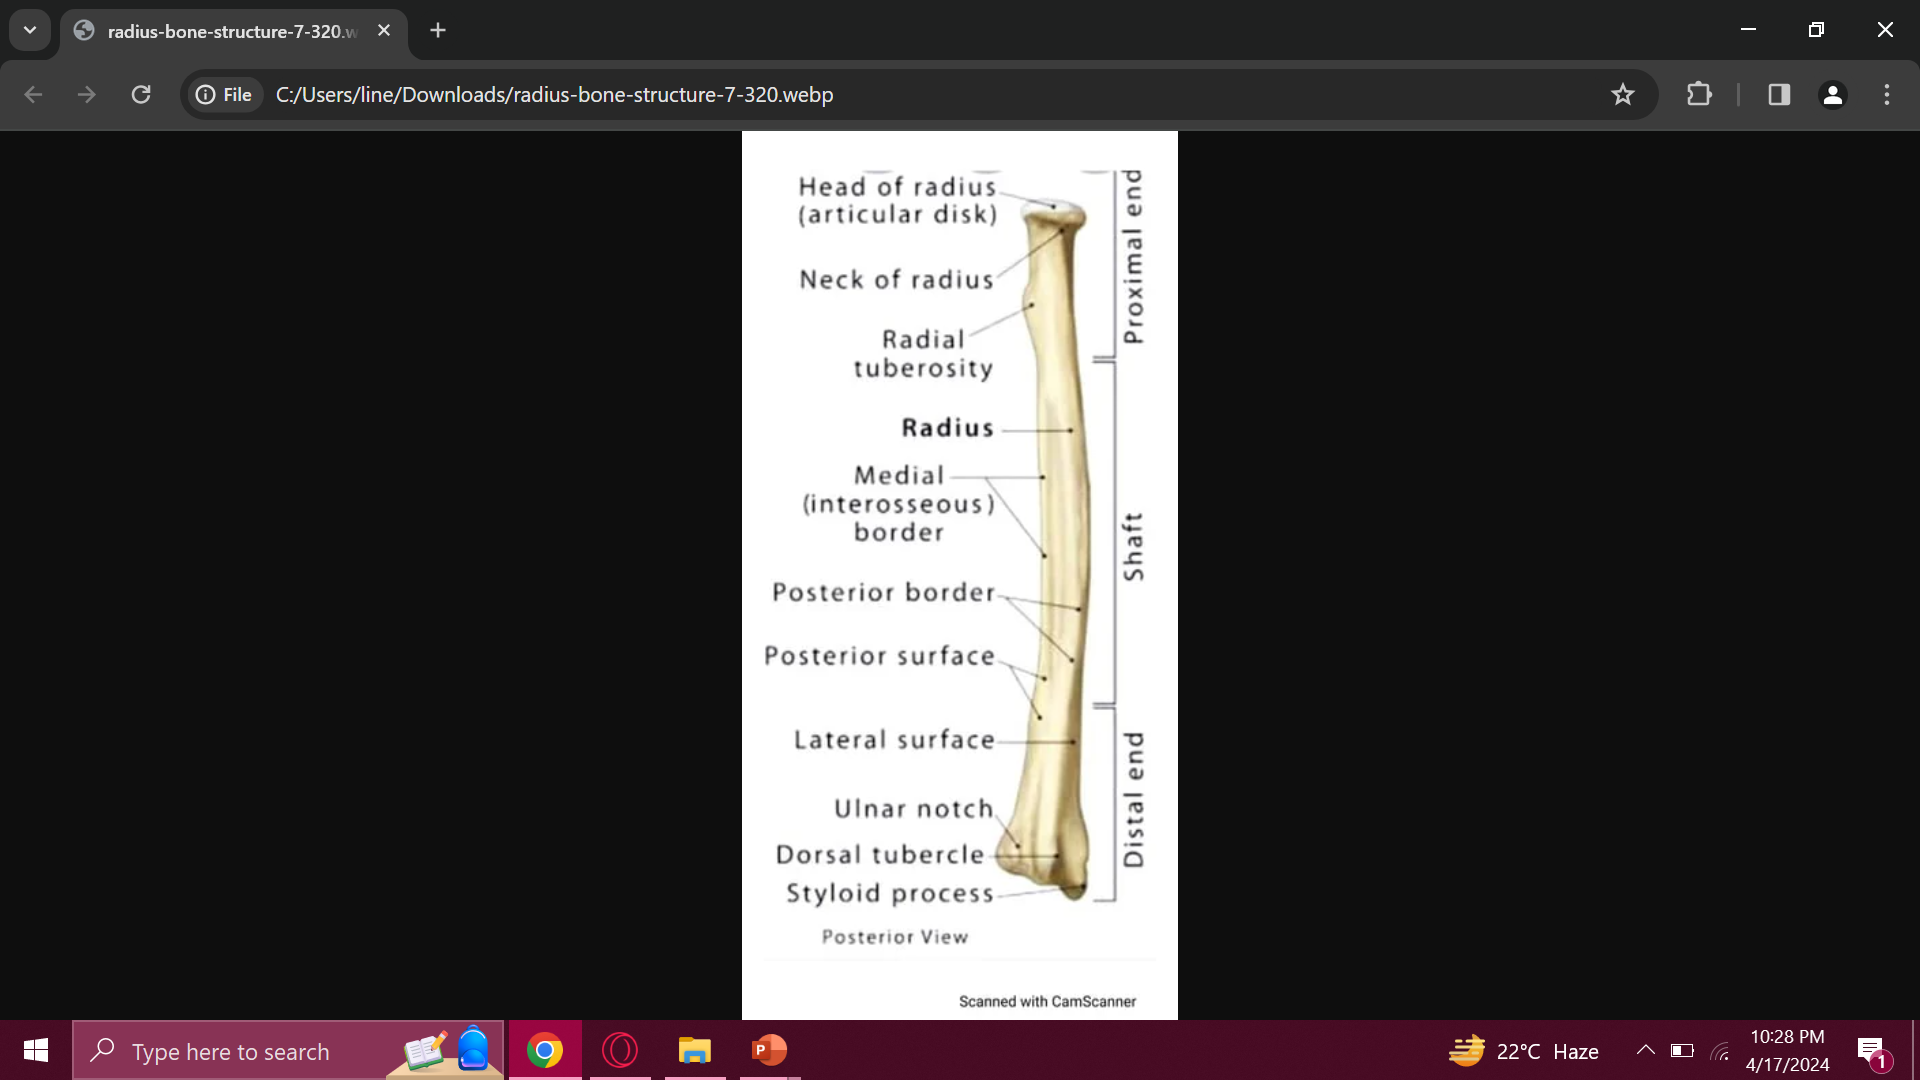 radius-bone-structure-7-320.w
File
C:/Users/line/Downloads/radius-bone-structure-7-320.webp
Head of radius
(articular disk)
Neck of radius
Radial
tuberosity
Radius
Medial
(interosseous)
border
Posterior border
Posterior surface
Lateral surface
Ulnar notch
Dorsal tubercle
Styloid process
Proximal end
Shaft
Distal end
Posterior View
Scanned with CamScanner
Type here to search
P
22°C Haze
10:28 PM
4/17/2024
1